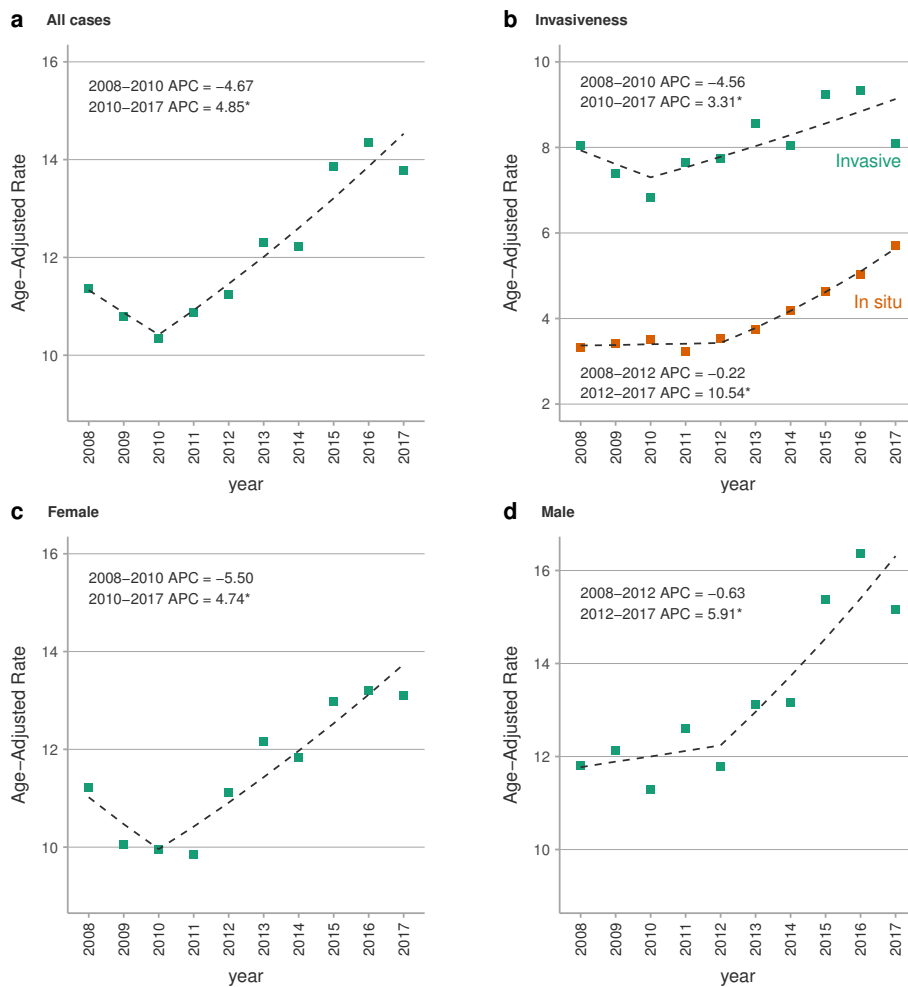 a All cases
16
14
12
10
Age−Adjusted Rate
2008−2010 APC = −4.67
2010−2017 APC = 4.85*
2008 2009 2010 2011 2012 2013 2014 2015 2016 2017
year
b Invasiveness
10
8
6
4
2
Age−Adjusted Rate
2008−2010 APC = −4.56
2010−2017 APC = 3.31*
Invasive
In situ
2008−2012 APC = −0.22
2012−2017 APC = 10.54*
2008 2009 2010 2011 2012 2013 2014 2015 2016 2017
year
c Female
16
14
12
10
Age−Adjusted Rate
2008−2010 APC = −5.50
2010−2017 APC = 4.74*
2008 2009 2010 2011 2012 2013 2014 2015 2016 2017
year
d Male
16
14
12
10
Age−Adjusted Rate
2008−2012 APC = −0.63
2012−2017 APC = 5.91*
2008 2009 2010 2011 2012 2013 2014 2015 2016 2017
year